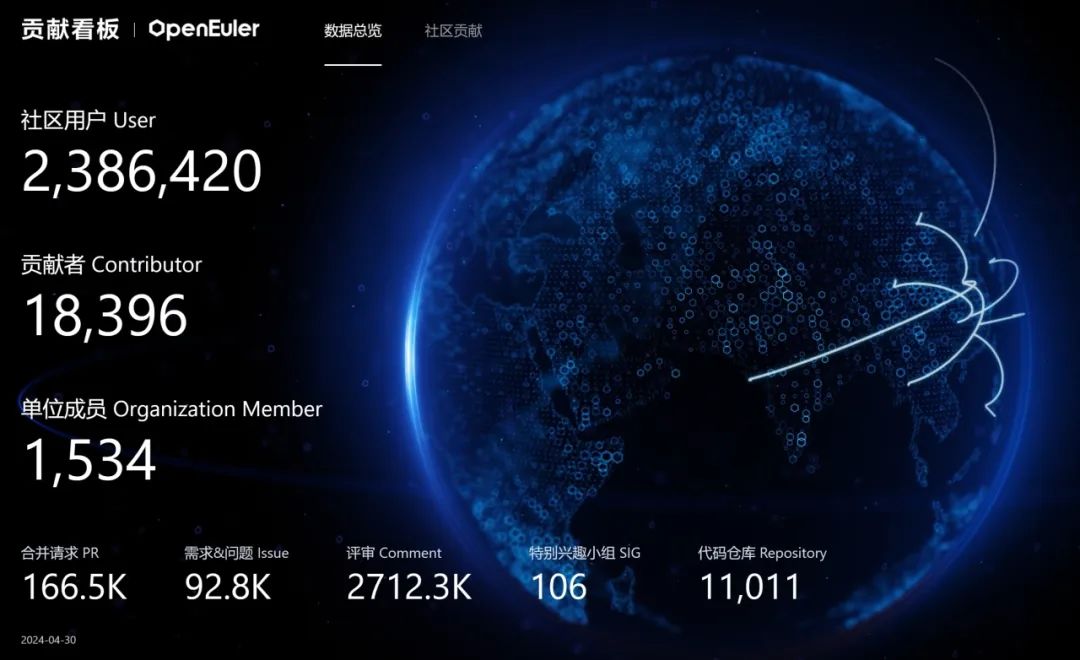 贡献看板 | OpenEuler
数据总览 社区贡献
社区用户 User
2,386,420
贡献者 Contributor
18,396
单位成员 Organization Member
1,534
合并请求 PR
166.5K
需求&问题 Issue
92.8K
评审 Comment
2712.3K
特别兴趣小组 SIG
106
代码仓库 Repository
11,011
2024-04-30